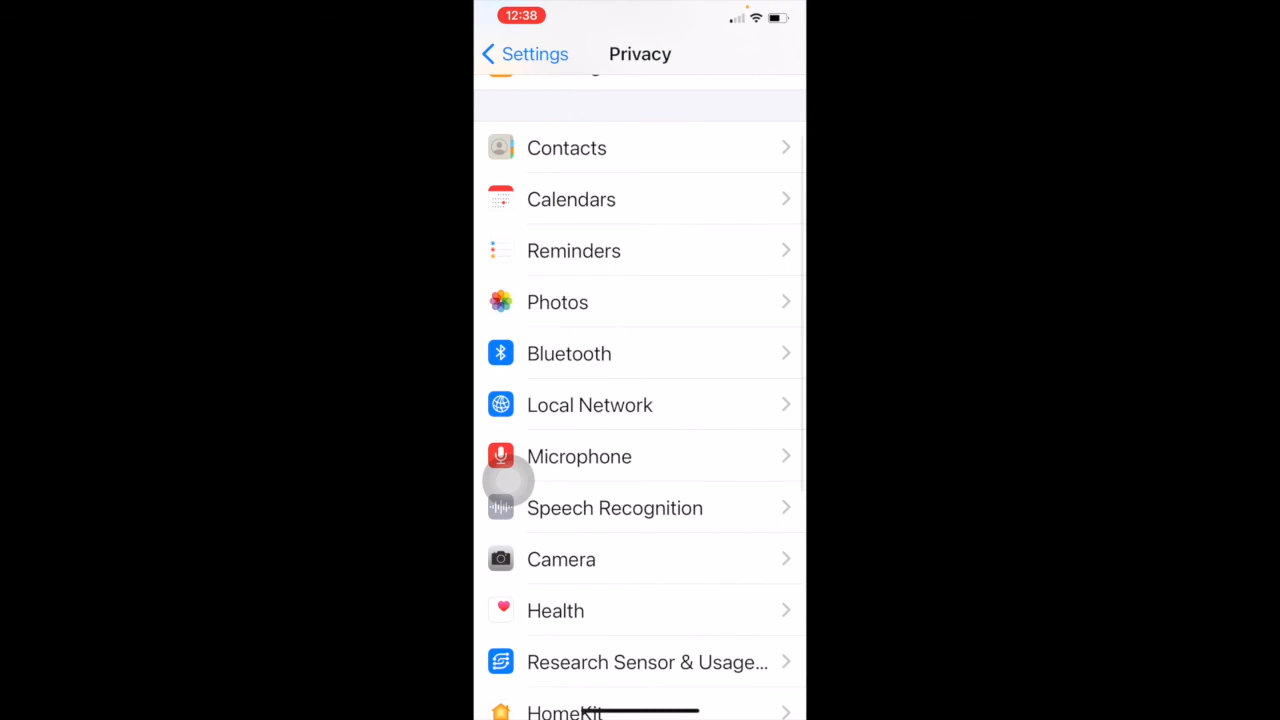 12:38
Settings
Privacy
Contacts
Calendars
Reminders
Photos
Bluetooth
Local Network
Microphone
Speech Recognition
Camera
Health
Research Sensor & Usage...
HomeKit